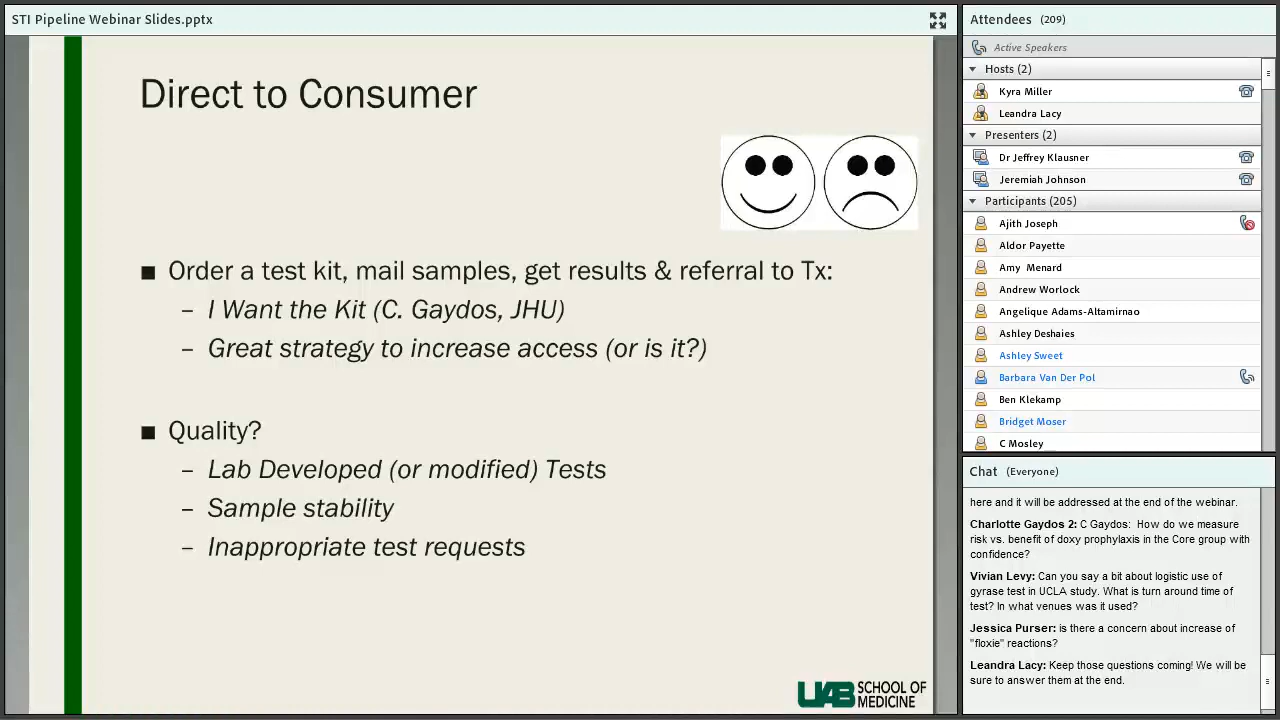 STI Pipeline Webinar Slides.pptx
Direct to Consumer
■ Order a test kit, mail samples, get results & referral to Tx:
– I Want the Kit (C. Gaydos, JHU)
– Great strategy to increase access (or is it?)
■ Quality?
– Lab Developed (or modified) Tests
– Sample stability
– Inappropriate test requests
UAB SCHOOL OF
MEDICINE
Attendees (209)
Active Speakers
Hosts (2)
Kyra Miller
Leandra Lacy
Presenters (2)
Dr Jeffrey Klausner
Jeremiah Johnson
Participants (205)
Ajith Joseph
Aldor Payette
Amy Menard
Andrew Worlock
Angelique Adams-Altamirnao
Ashley Deshaies
Ashley Sweet
Barbara Van Der Pol
Ben Klekamp
Bridget Moser
C Mosley
Chat (Everyone)
here and it will be addressed at the end of the webinar.
Charlotte Gaydos 2: C Gaydos: How do we measure
risk vs. benefit of doxy prophylaxis in the Core group with
confidence?
Vivian Levy: Can you say a bit about logistic use of
gyrase test in UCLA study. What is turn around time of
test? In what venues was it used?
Jessica Purser: is there a concern about increase of
"floxie" reactions?
Leandra Lacy: Keep those questions coming! We will be
sure to answer them at the end.